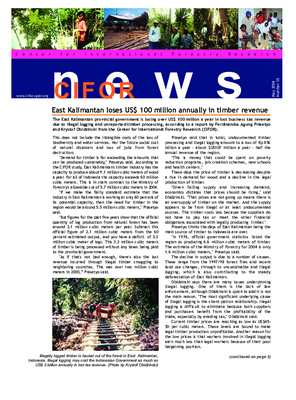 Center for International Forestry Research
www.cifor.cgiar.org
CIFOR
news
May 2004
East Kalimantan loses US$ 100 million annually in timber revenue
The East Kalimantan provincial government is losing over US$ 100 million a year in lost business tax revenue
due to illegal logging and unreported timber processing, according to a report by Ferdinandus Agung Prasetyo
and Krystof Obidzinski from the Center for International Forestry Research (CIFOR).
This does not include the intangible costs of the loss of
biodiversity and water services. Nor the future social cost
of natural disasters and loss of jobs from forest
destruction.
"Demand for timber is far exceeding the amounts that
can be produced sustainably," Prasetyo said. According to
the CIFOR study, East Kalimantan's timber industry has the
capacity to produce almost 9.1 million cubic meters of wood
a year. For all of Indonesia the capacity exceeds 60 million
cubic meters. This is in stark contrast to the Ministry of
Forestry's allowable cut of 5.7 million cubic meters in 2004.
"If we make the fairly standard estimate that the
industry in East Kalimantan is working at only 60 percent of
its potential capacity, then the need for timber in the
region would be around 5.5 million cubic meters," Prasetyo
said.
"But figures for the past five years show that the official
quantity of log production from natural forest has been
around 2.1 million cubic meters per year. Subtract this
official figure of 2.1 million cubic meters from the 60
percent estimated output, and you have a deficit of 3.3
million cubic meter of logs. The 3.3 million cubic meters
of timber is being processed without any taxes being paid
to the provincial government.
"As if that's not bad enough, there's also the lost
revenue incurred through illegal timber smuggling to
neighboring countries. This was over two million cubic
meters in 2000," Prasetyo said.
Prasetyo said that in total, undocumented timber
processing and illegal logging amount to a loss of Rp 876
billion a year - about US$100 million a year - half the
annual revenue of the region.
"This is money that could be spent on poverty
reduction programs, job creation schemes, new schools
and health centers."
These days the price of timber is decreasing despite
a rise in demand for wood and a decline in the legal
production of timber.
"Given falling supply and increasing demand,
economics dictates that prices should be rising," said
Obidzinski. "That prices are not going up means there is
an oversupply of timber on the market. And the supply
appears to be from illegal or at least undocumented
sources. The timber costs less because the suppliers do
not have to pay tax or meet the other financial
obligations associated with legally producing timber."
Prasetyo thinks the days of East Kalimantan being the
main source of timber to Indonesia are over.
"In 1974, official government statistics listed the
region as producing 6.6 million cubic meters of timber.
The estimate of the Ministry of Forestry for 2004 is only
1.6 million cubic meters," Prasetyo said.
The decline in output is due to a number of causes.
These range from the 1997/98 forest fires and recent
land use changes, through to unsustainable and illegal
logging, which is also contributing to the steady
deforestation of East Kalimantan.
Obidzinski says there are many issues underpinning
illegal logging. One of them is the lack of law
enforcement, although Obidzinski is quick to add it is not
the main reason. "The most significant underlying cause
of illegal logging is the client-patron relationship. Illegal
logging is difficult to eliminate because both suppliers
and purchasers benefit from the profitability of the
trade, especially by evading tax," Obidzinski said.
Current timber prices are reaching as low as US$45-
50 per cubic meters. These levels are bound to make
legal timber production unprofitable. Another reason for
the low prices is that workers involved in illegal logging
earn much less than legal workers because of their poor
bargaining position.
(continued on page 3)
Illegally logged timber is hauled out of the forest in East Kalimantan,
Indonesia. Illegal logging may cost the Indonesian Government as much as
US$ 3 billion annually in lost tax revenue. (Photo by Krystof Obidzinski)